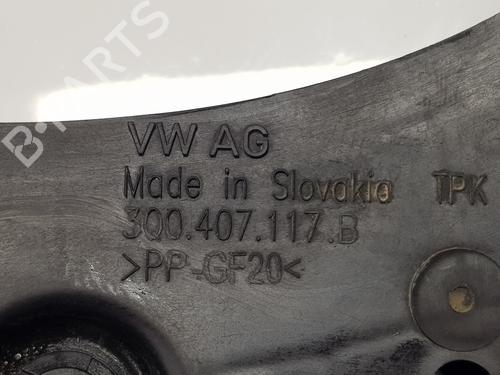 B-PARTS
VW AG
Made in Slovakia TPK
3Q0.407.117.B
>PP-GF20<